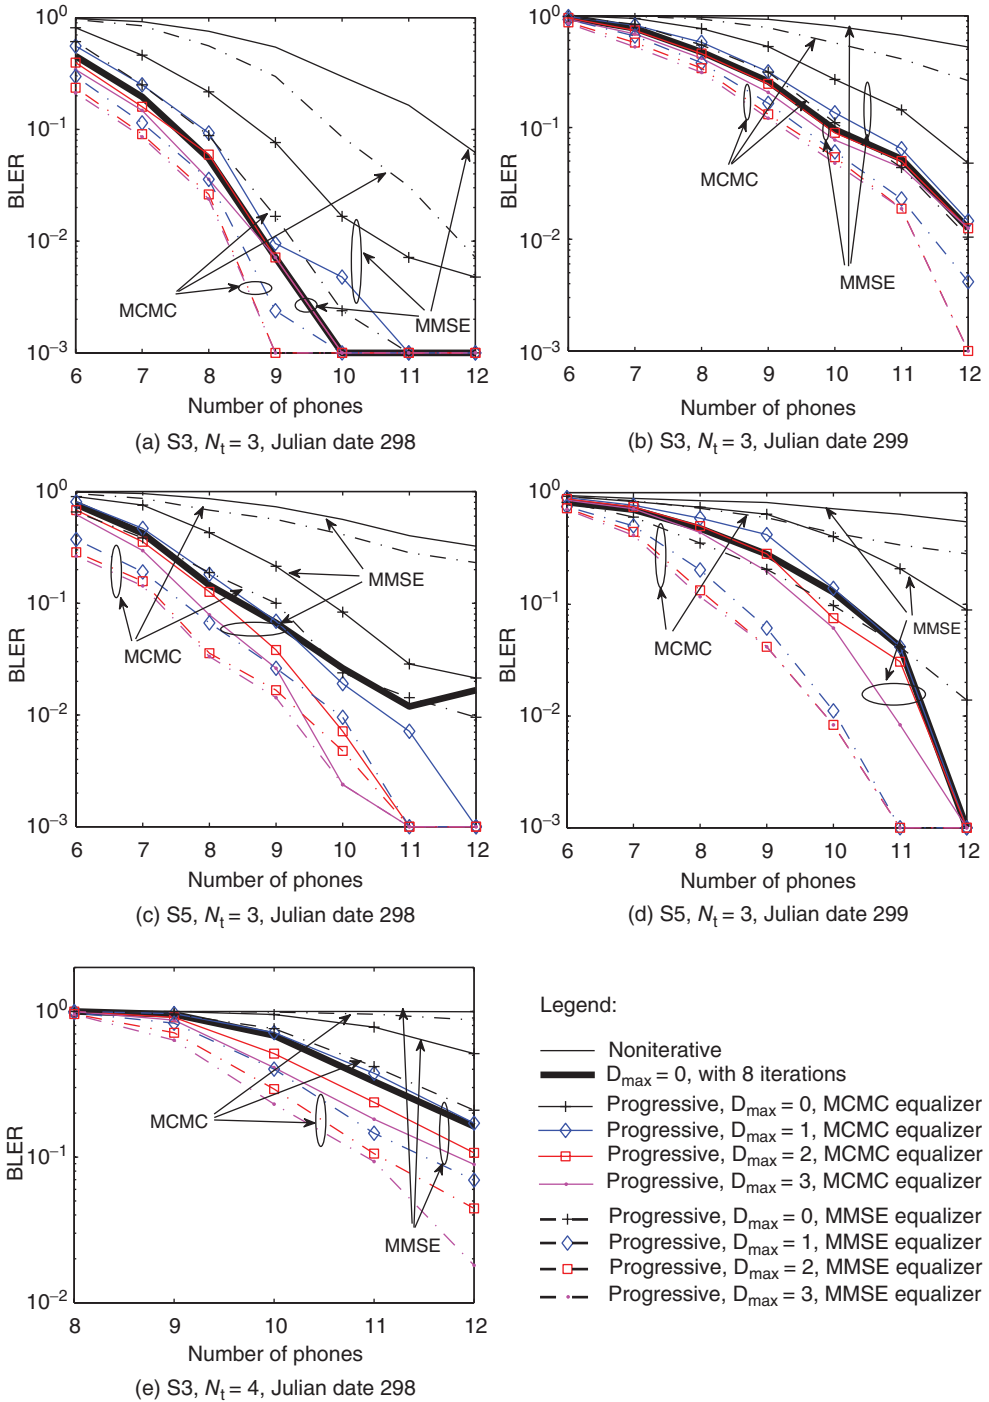 10^0
10^−1
10^−2
10^−3
BLER
MCMC
MMSE
6 7 8 9 10 11 12
Number of phones
(a) S3, N_t = 3, Julian date 298
10^0
10^−1
10^−2
10^−3
BLER
MCMC
MMSE
6 7 8 9 10 11 12
Number of phones
(b) S3, N_t = 3, Julian date 299
10^0
10^−1
10^−2
10^−3
BLER
MMSE
MCMC
6 7 8 9 10 11 12
Number of phones
(c) S5, N_t = 3, Julian date 298
10^0
10^−1
10^−2
10^−3
BLER
MMSE
MCMC
6 7 8 9 10 11 12
Number of phones
(d) S5, N_t = 3, Julian date 299
10^0
10^−1
10^−2
BLER
MCMC
MMSE
8 9 10 11 12
Number of phones
(e) S3, N_t = 4, Julian date 298
Legend:
Noniterative
D_max = 0, with 8 iterations
Progressive, D_max = 0, MCMC equalizer
Progressive, D_max = 1, MCMC equalizer
Progressive, D_max = 2, MCMC equalizer
Progressive, D_max = 3, MCMC equalizer
Progressive, D_max = 0, MMSE equalizer
Progressive, D_max = 1, MMSE equalizer
Progressive, D_max = 2, MMSE equalizer
Progressive, D_max = 3, MMSE equalizer